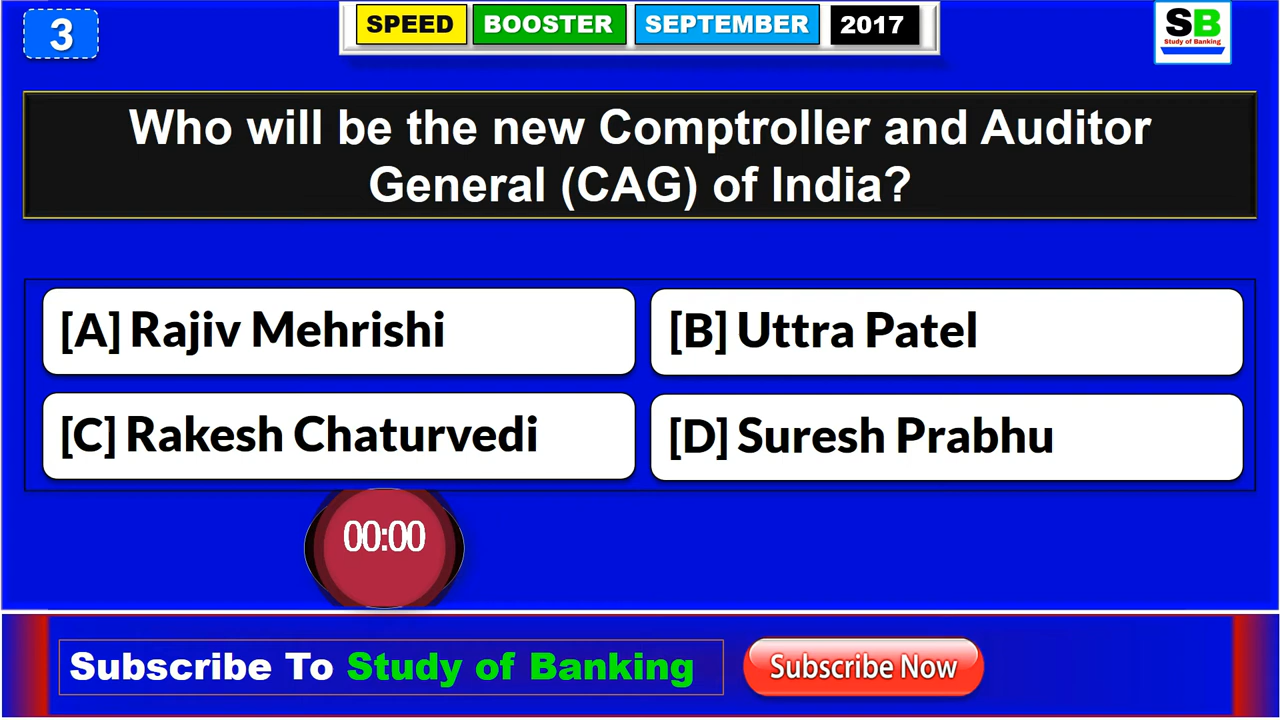 3
SPEED BOOSTER SEPTEMBER 2017
SB
Study of Banking
Who will be the new Comptroller and Auditor
General (CAG) of India?
[A] Rajiv Mehrishi
[B] Uttra Patel
[C] Rakesh Chaturvedi
[D] Suresh Prabhu
00:00
Subscribe To Study of Banking
Subscribe Now